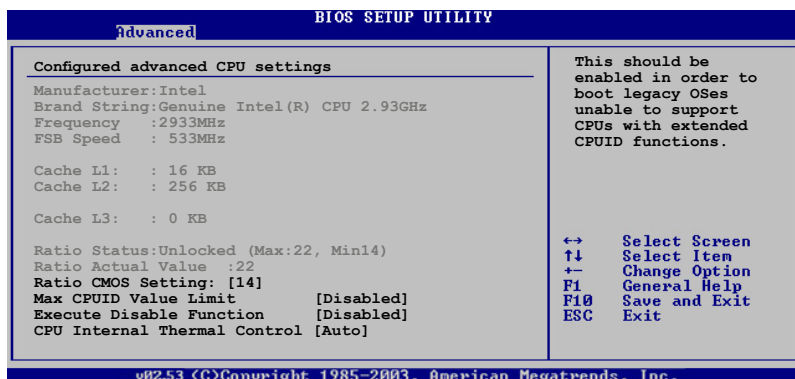 BIOS SETUP UTILITY
Advanced
Configured advanced CPU settings
Manufacturer:Intel
Brand String:Genuine Intel(R) CPU 2.93GHz
Frequency :2933MHz
FSB Speed : 533MHz
Cache L1: : 16 KB
Cache L2: : 256 KB
Cache L3: : 0 KB
Ratio Status:Unlocked (Max:22, Min14)
Ratio Actual Value :22
Ratio CMOS Setting: [14]
Max CPUID Value Limit [Disabled]
Execute Disable Function [Disabled]
CPU Internal Thermal Control [Auto]
This should be
enabled in order to
boot legacy OSes
unable to support
CPUs with extended
CPUID functions.
←→ Select Screen
↑↓ Select Item
+- Change Option
F1 General Help
F10 Save and Exit
ESC Exit
v02.53 (C)Copyright 1985-2003, American Megatrends, Inc.